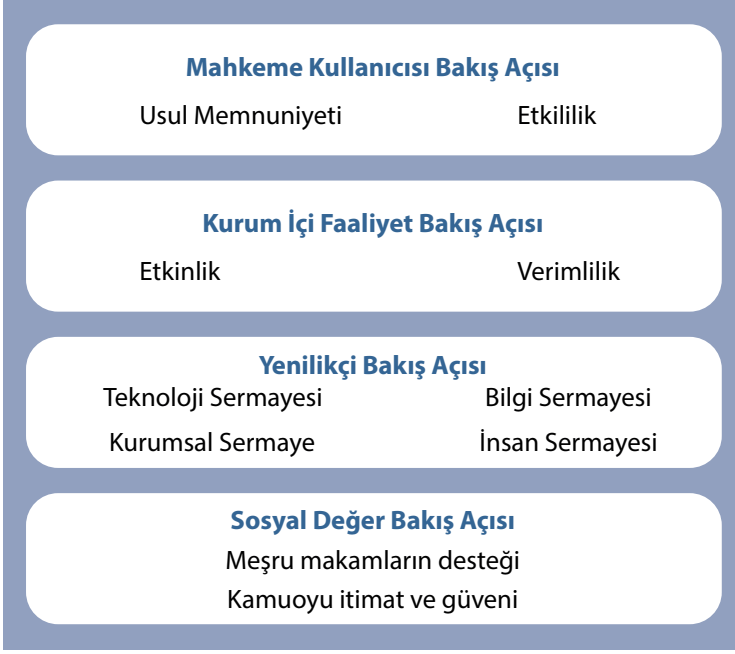 Mahkeme Kullanıcısı Bakış Açısı
Usul Memnuniyeti Etkililik
Kurum İçi Faaliyet Bakış Açısı
Etkinlik Verimlilik
Yenilikçi Bakış Açısı
Teknoloji Sermayesi Bilgi Sermayesi
Kurumsal Sermaye İnsan Sermayesi
Sosyal Değer Bakış Açısı
Meşru makamların desteği
Kamuoyu itimat ve güveni